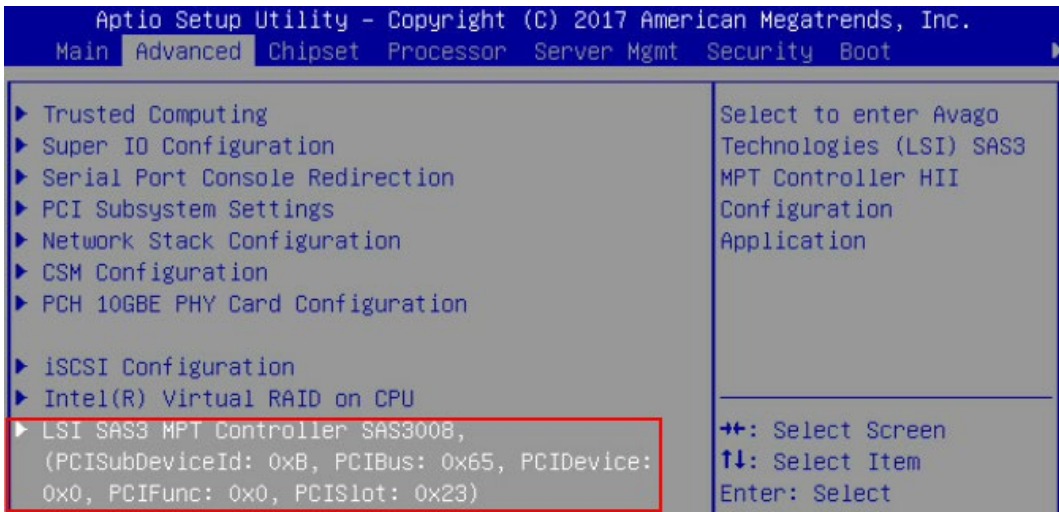 Aptio Setup Utility – Copyright (C) 2017 American Megatrends, Inc.
Main Advanced Chipset Processor Server Mgmt Security Boot
Trusted Computing
Super IO Configuration
Serial Port Console Redirection
PCI Subsystem Settings
Network Stack Configuration
CSM Configuration
PCH 10GBE PHY Card Configuration
iSCSI Configuration
Intel(R) Virtual RAID on CPU
LSI SAS3 MPT Controller SAS3008,
(PCISubDeviceId: 0xB, PCIBus: 0x65, PCIDevice:
0x0, PCIFunc: 0x0, PCISlot: 0x23)
Select to enter Avago
Technologies (LSI) SAS3
MPT Controller HII
Configuration
Application
→←: Select Screen
↑↓: Select Item
Enter: Select